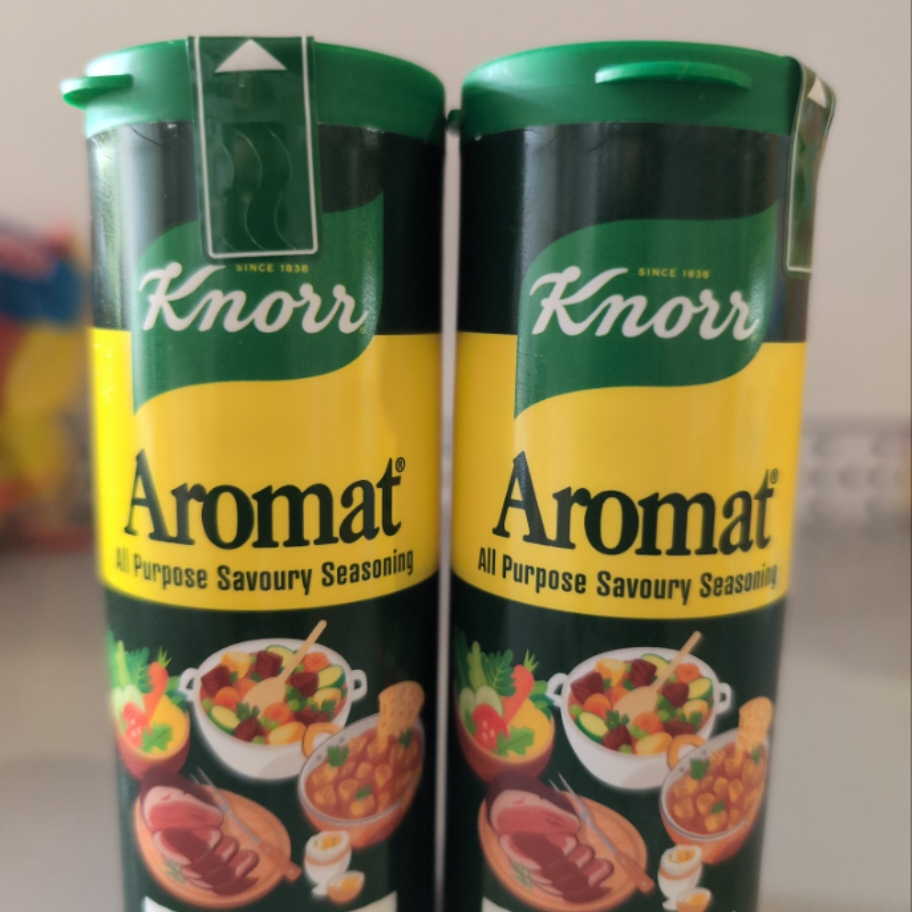 SINCE 1838
Knorr
Aromat®
All Purpose Savoury Seasoning
SINCE 1838
Knorr
Aromat®
All Purpose Savoury Seasoning